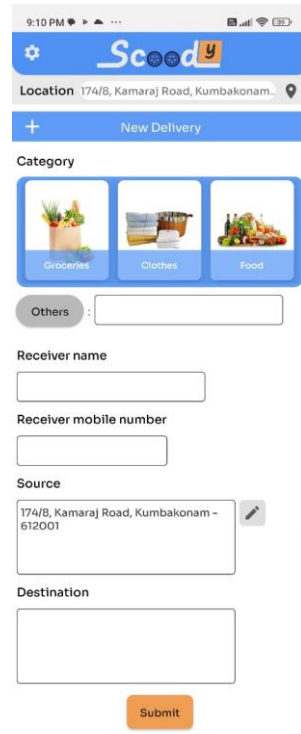 9:10 PM
39
Scoody
Location 174/8, Kamaraj Road, Kumbakonam..
+ New Delivery
Category
Groceries Clothes Food
Others :
Receiver name
Receiver mobile number
Source
174/8, Kamaraj Road, Kumbakonam -
612001
Destination
Submit